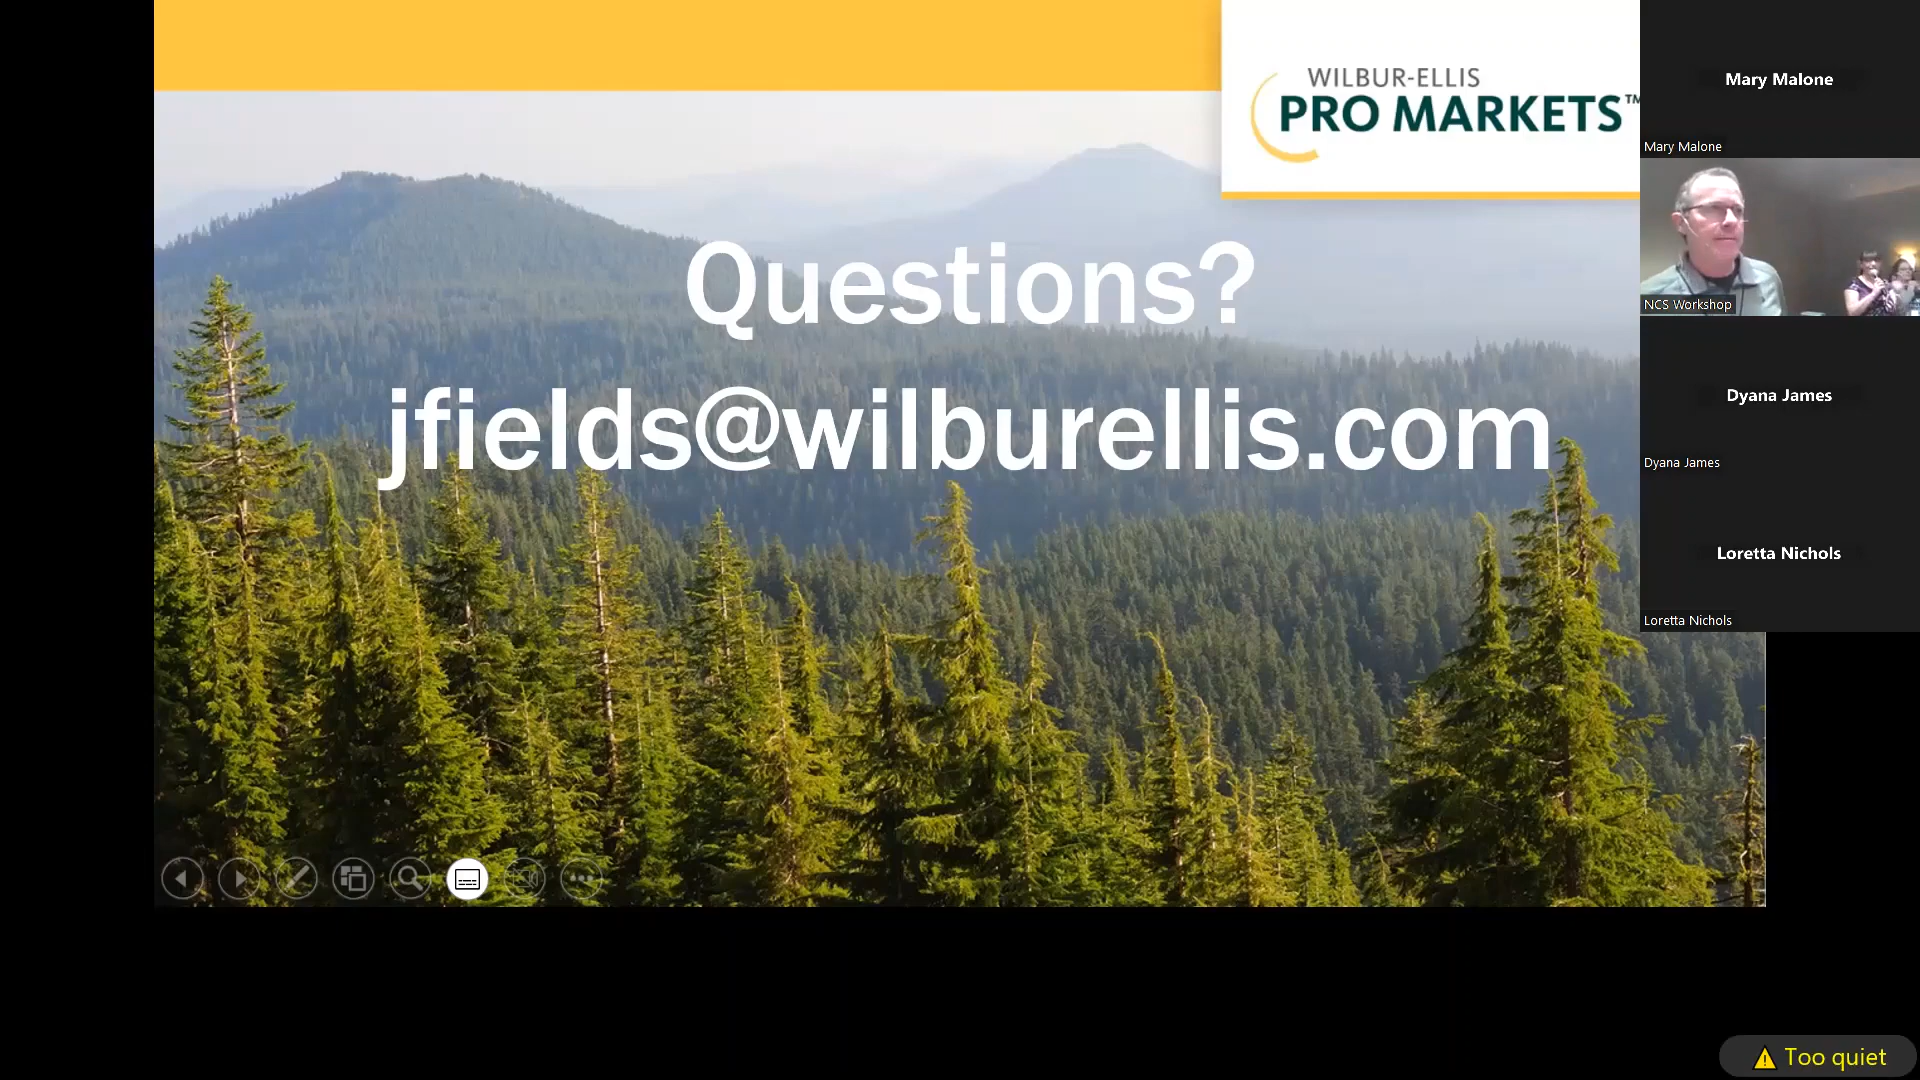 WILBUR-ELLIS
PRO MARKETS™
Questions?
jfields@wilburellis.com
Mary Malone
Mary Malone
NCS Workshop
Dyana James
Dyana James
Loretta Nichols
Loretta Nichols
Too quiet